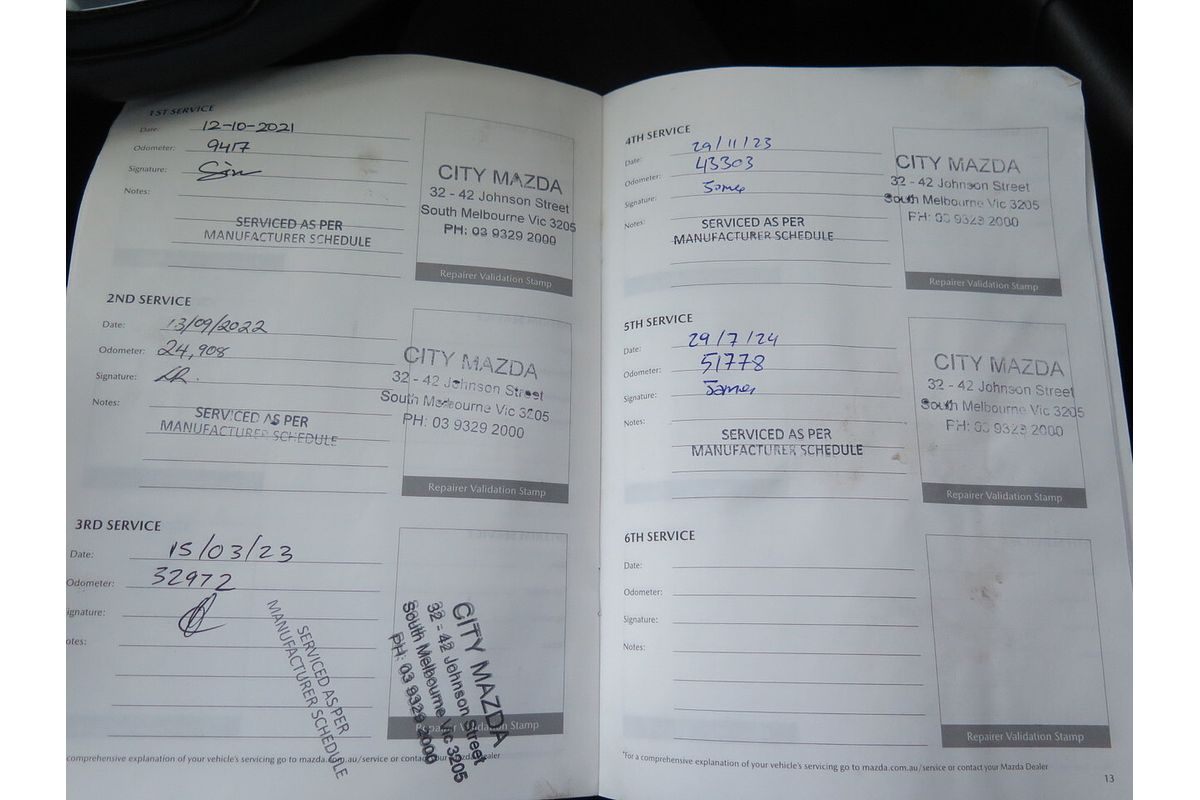 1ST SERVICE
Date: 12-10-2021
Odometer: 9417
Signature:
Notes:
SERVICED AS PER
MANUFACTURER SCHEDULE
CITY MAZDA
32 - 42 Johnson Street
South Melbourne Vic 3205
PH: 03 9329 2000
Repairer Validation Stamp
2ND SERVICE
Date: 13/09/2022
Odometer: 24,908
Signature:
Notes:
SERVICED AS PER
MANUFACTURER SCHEDULE
CITY MAZDA
32 - 42 Johnson Street
South Melbourne Vic 3205
PH: 03 9329 2000
Repairer Validation Stamp
3RD SERVICE
Date: 15/03/23
Odometer: 32972
ignature:
otes:
SERVICED AS PER
MANUFACTURER SCHEDULE
CITY MAZDA
32 - 42 Johnson Street
South Melbourne Vic 3205
PH: 03 9329 2000
Repairer Validation Stamp
comprehensive explanation of your vehicle's servicing go to mazda.com.au/service or contact your Mazda Dealer
4TH SERVICE
Date: 29/11/23
Odometer: 43303
Signature: James
Notes:
SERVICED AS PER
MANUFACTURER SCHEDULE
CITY MAZDA
32 - 42 Johnson Street
South Melbourne Vic 3205
PH: 03 9329 2000
Repairer Validation Stamp
5TH SERVICE
Date: 29/7/24
Odometer: 51778
Signature: James
Notes:
SERVICED AS PER
MANUFACTURER SCHEDULE
CITY MAZDA
32 - 42 Johnson Street
South Melbourne Vic 3205
PH: 03 9329 2000
Repairer Validation Stamp
6TH SERVICE
Date:
Odometer:
Signature:
Notes:
Repairer Validation Stamp
*For a comprehensive explanation of your vehicle's servicing go to mazda.com.au/service or contact your Mazda Dealer
13